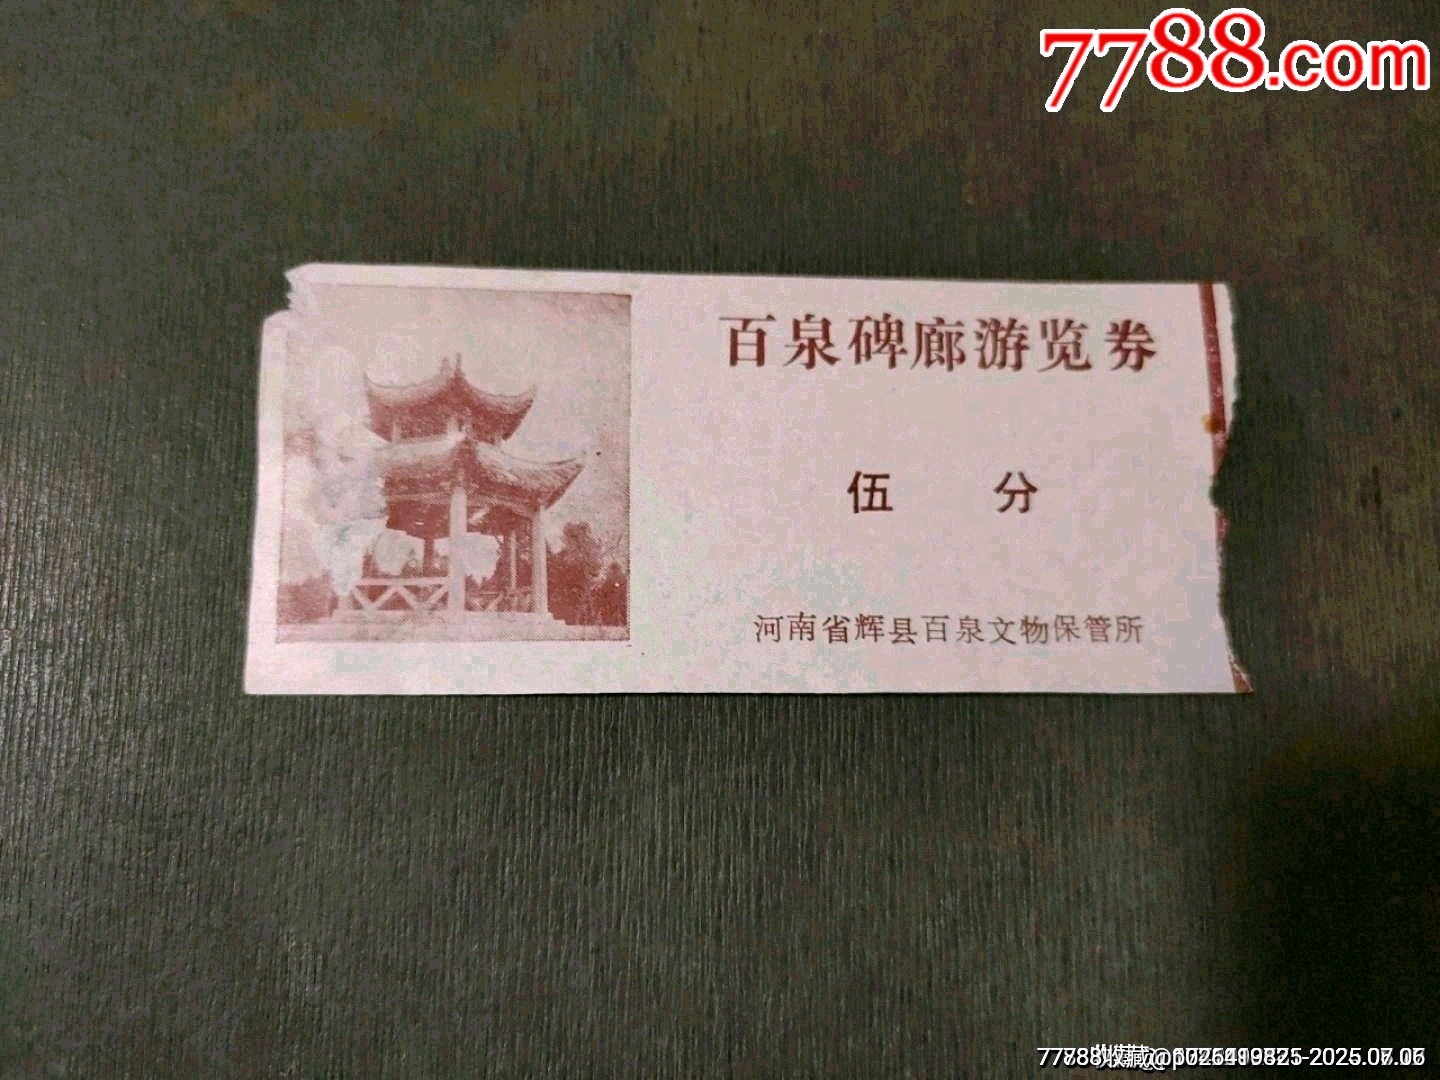 7788.com
百泉碑廊游览券
伍 分
河南省辉县百泉文物保管所